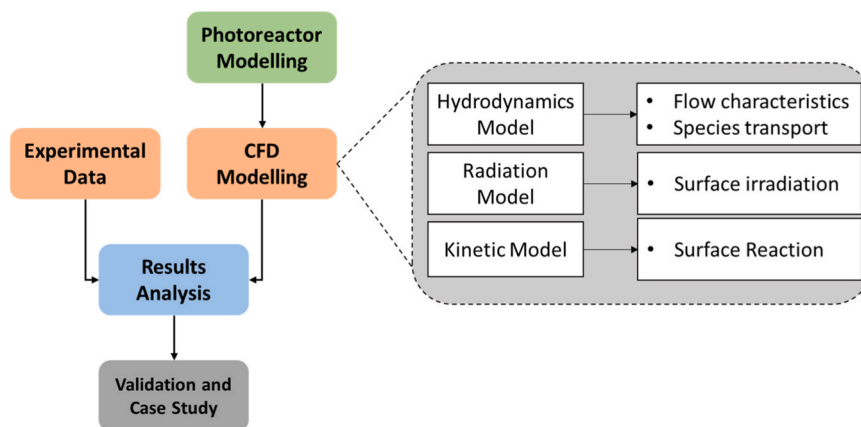 Photoreactor
Modelling
Experimental
Data
CFD
Modelling
Results
Analysis
Validation and
Case Study
Hydrodynamics
Model
• Flow characteristics
• Species transport
Radiation
Model
• Surface irradiation
Kinetic Model
• Surface Reaction